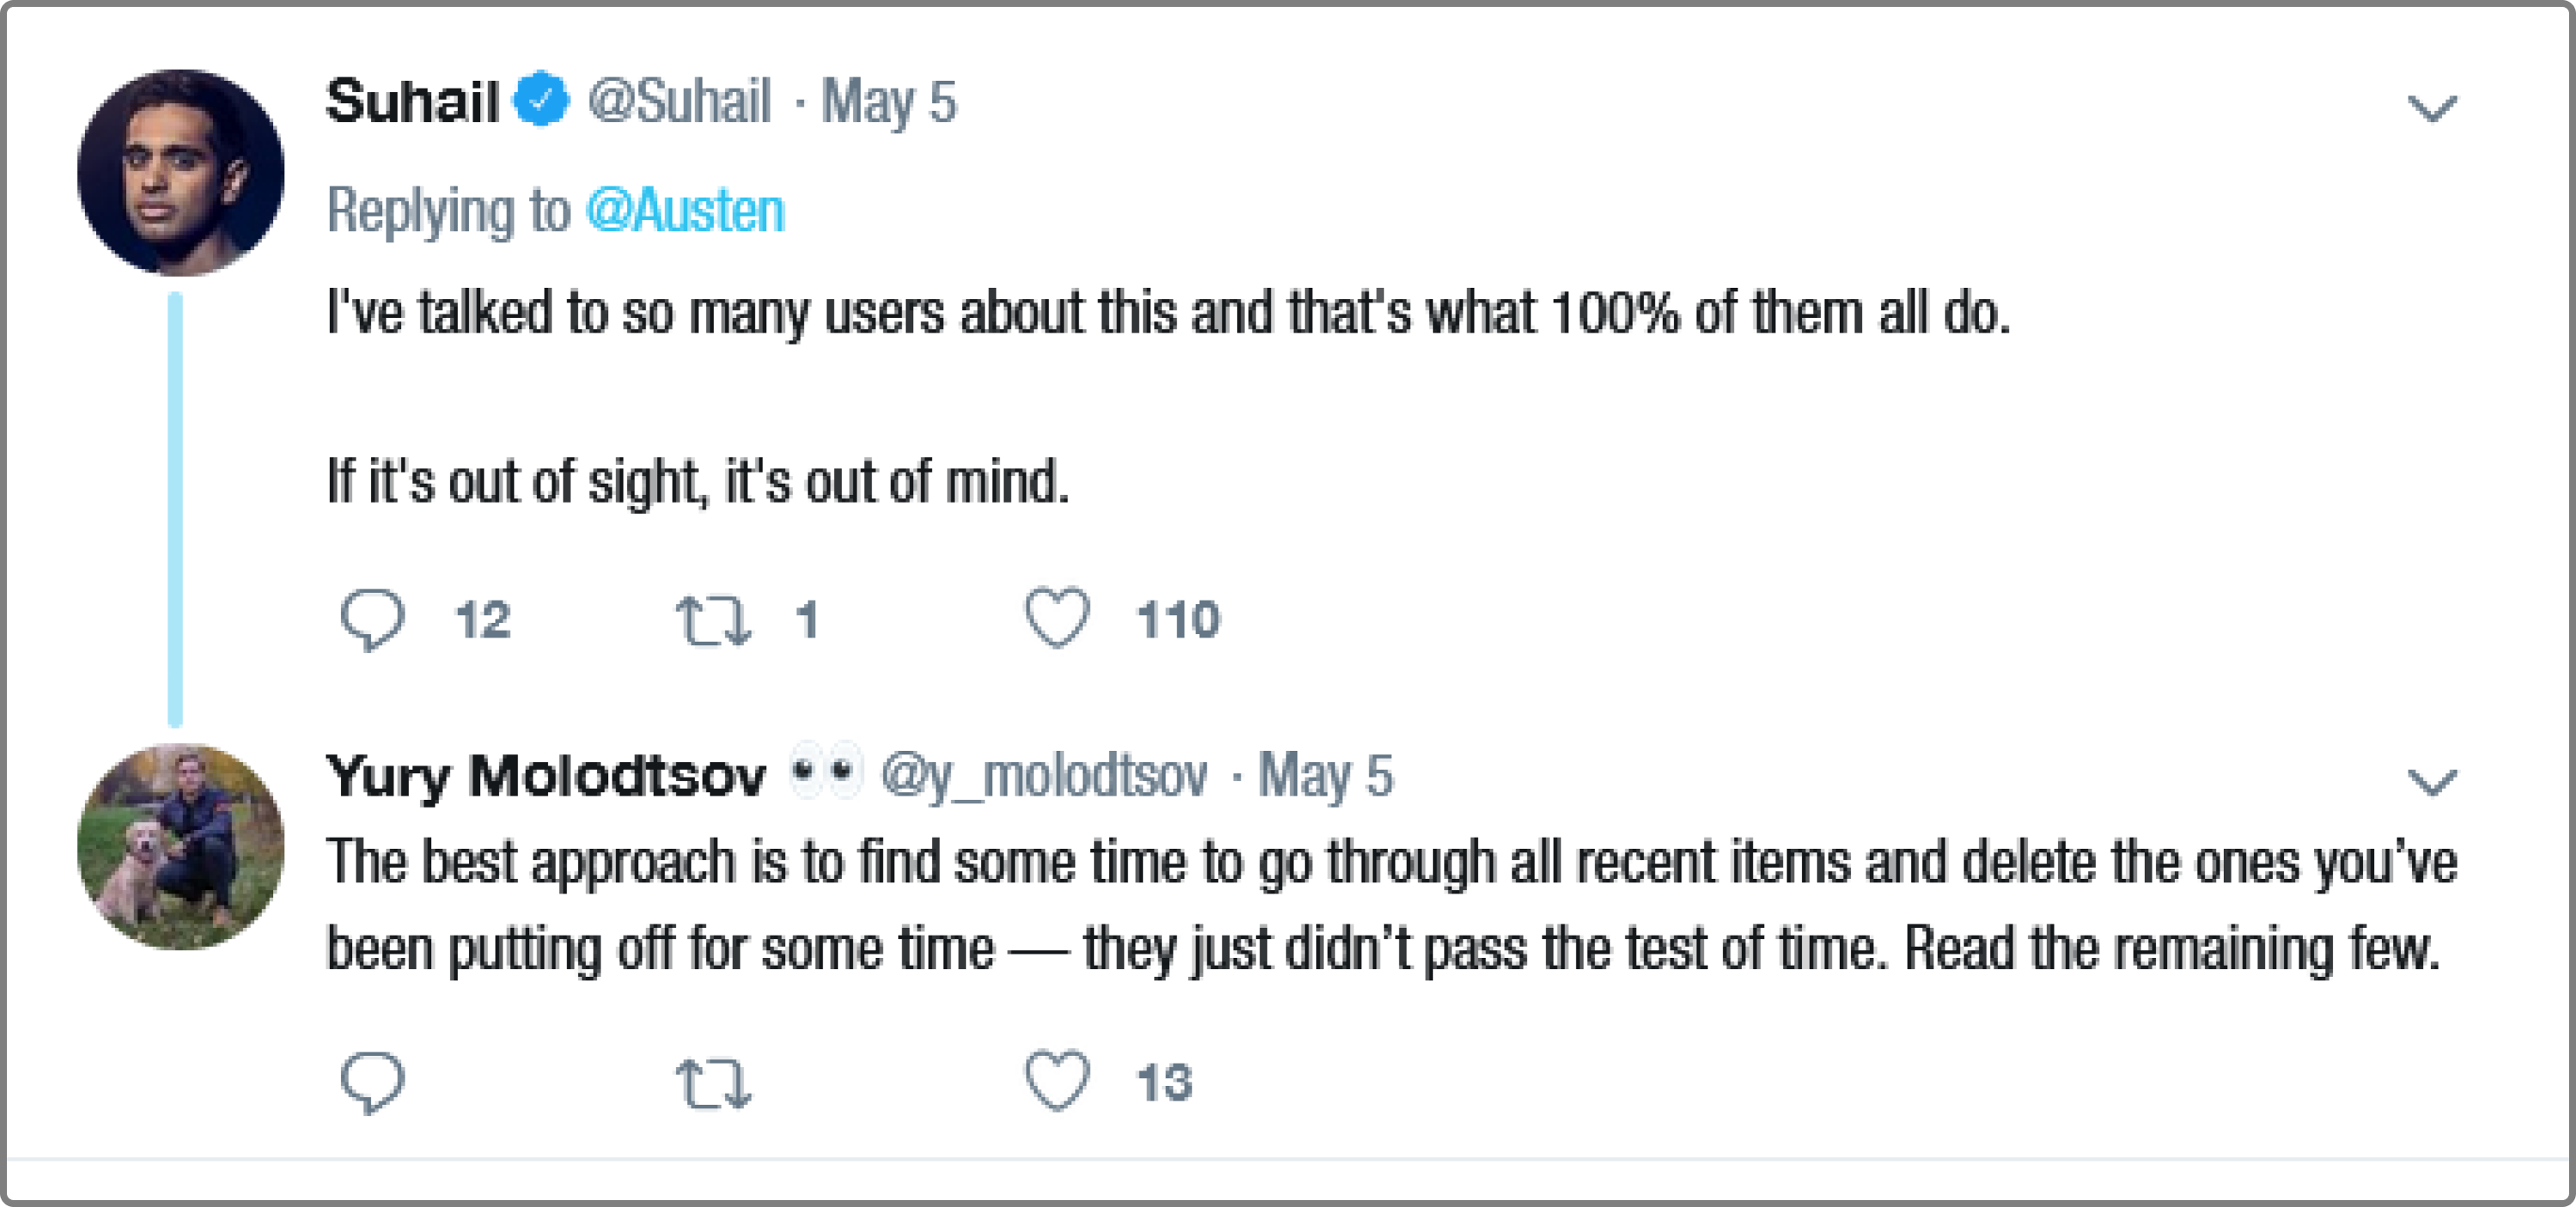 Suhail @Suhail · May 5
Replying to @Austen
I've talked to so many users about this and that's what 100% of them all do.
If it's out of sight, it's out of mind.
12 1 110
Yury Molodtsov 👀 @y_molodtsov · May 5
The best approach is to find some time to go through all recent items and delete the ones you’ve
been putting off for some time — they just didn’t pass the test of time. Read the remaining few.
13